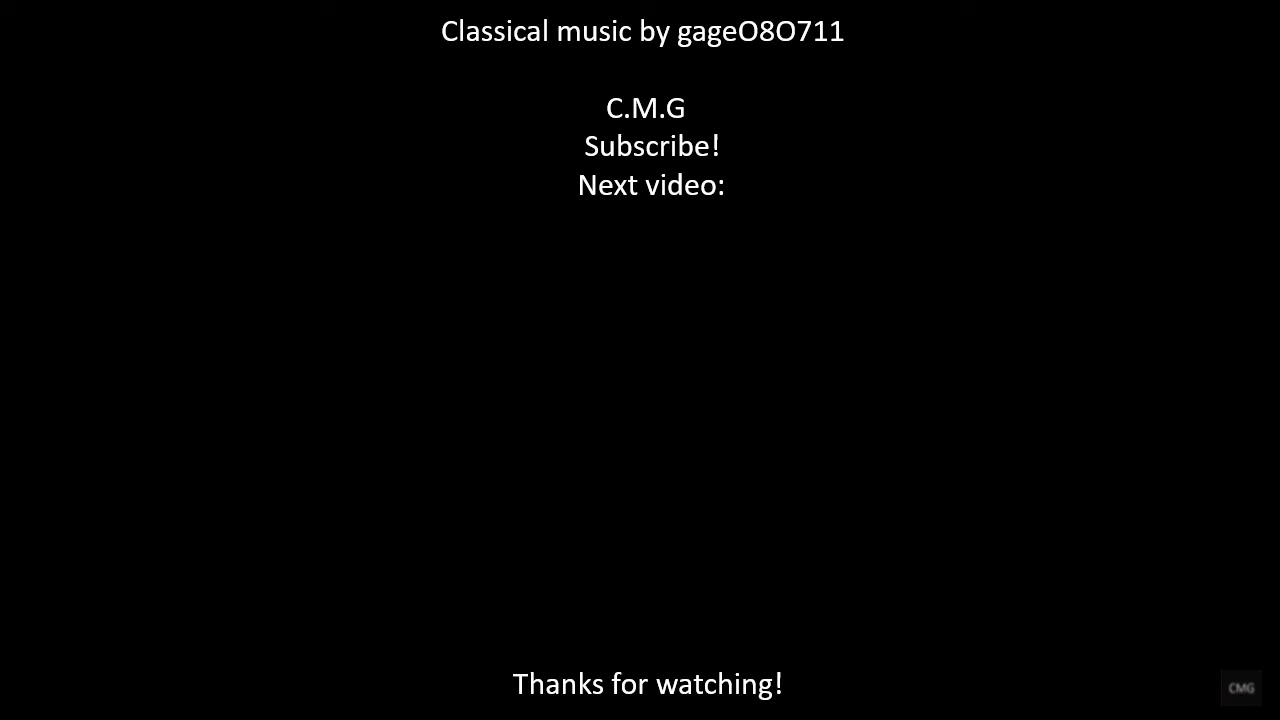 Classical music by gageO8O711
C.M.G
Subscribe!
Next video:
Thanks for watching!
CMG